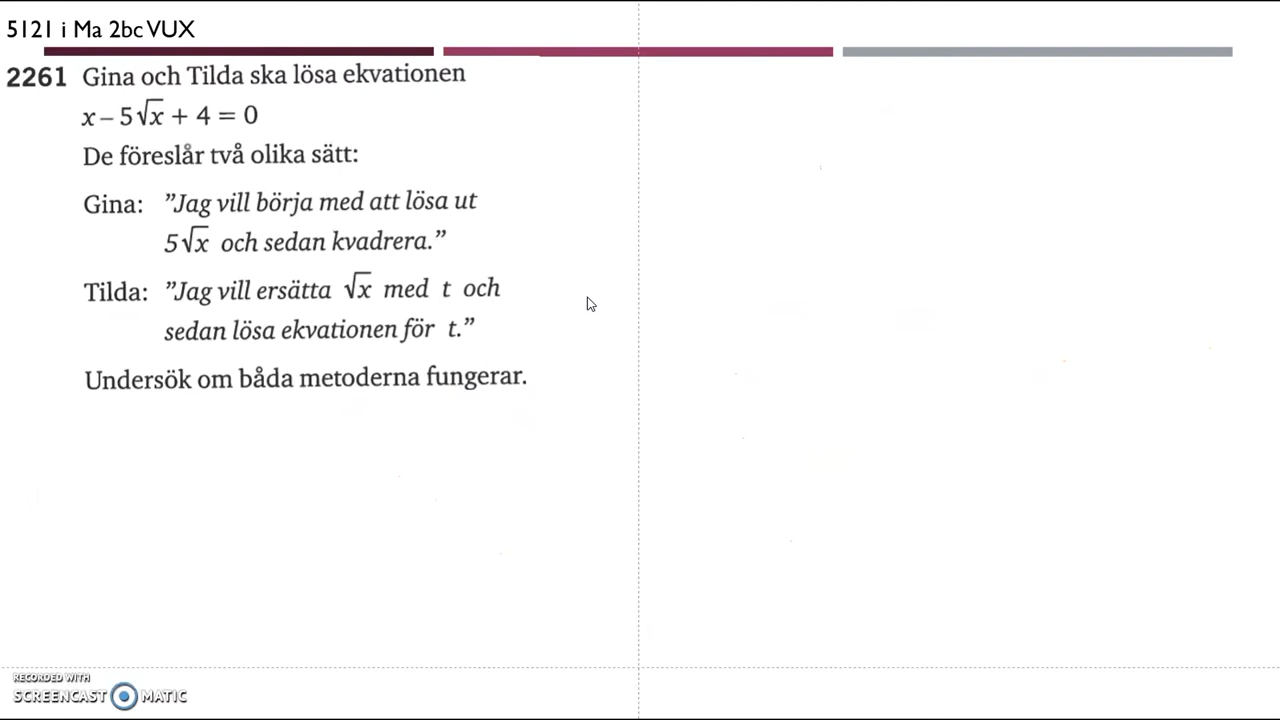 5121 i Ma 2bc VUX
2261 Gina och Tilda ska lösa ekvationen
x – 5√x + 4 = 0
De föreslår två olika sätt:
Gina: ”Jag vill börja med att lösa ut
5√x och sedan kvadrera.”
Tilda: ”Jag vill ersätta √x med t och
sedan lösa ekvationen för t.”
Undersök om båda metoderna fungerar.
RECORDED WITH
SCREENCAST MATIC